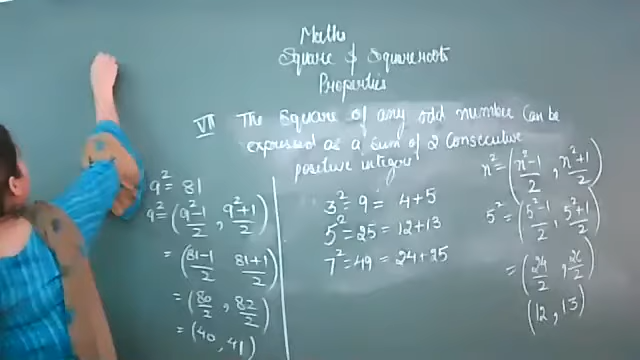 Maths
Square & Squareroots
Properties
VII The Square of any odd number can be
expressed as a sum of 2 Consecutive
positive integer
9² = 81
9² = (9²-1/2 , 9²+1/2)
= (81-1/2 81+1/2)
= (80/2 , 82/2)
= (40, 41)
3² = 9 = 4+5
5² = 25 = 12+13
7² = 49 = 24+25
n² = (n²-1/2 , n²+1/2)
5² = (5²-1/2 , 5²+1/2)
= (24/2 , 26/2)
(12, 13)